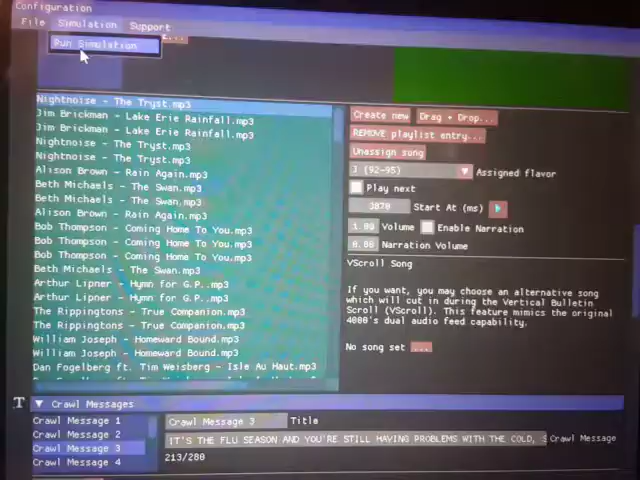 Configuration
File Simulation Support
Run Simulation
Nightnoise - The Tryst.mp3
Jim Brickman - Lake Erie Rainfall.mp3
Jim Brickman - Lake Erie Rainfall.mp3
Nightnoise - The Tryst.mp3
Nightnoise - The Tryst.mp3
Alison Brown - Rain Again.mp3
Beth Michaels - The Swan.mp3
Beth Michaels - The Swan.mp3
Alison Brown - Rain Again.mp3
Bob Thompson - Coming Home To You.mp3
Bob Thompson - Coming Home To You.mp3
Bob Thompson - Coming Home To You.mp3
Beth Michaels - The Swan.mp3
Arthur Lipner - Hymn for G.P..mp3
Arthur Lipner - Hymn for G.P..mp3
The Rippingtons - True Companion.mp3
The Rippingtons - True Companion.mp3
William Joseph - Homeward Bound.mp3
William Joseph - Homeward Bound.mp3
Dan Fogelberg ft. Tim Weisberg - Isle Au Haut.mp3
Create new Drag + Drop...
REMOVE playlist entry...
Unassign song
J (92-95) Assigned flavor
Play next
3870 Start At (ms)
Volume Enable Narration
Narration Volume
VScroll Song
If you want, you may choose an alternative song
which will cut in during the Vertical Bulletin
Scroll (VScroll). This feature mimics the original
4000's dual audio feed capability.
No song set ...
T ▼ Crawl Messages
Crawl Message 1
Crawl Message 2
Crawl Message 3
Crawl Message 4
Crawl Message 3 Title
IT'S THE FLU SEASON AND YOU'RE STILL HAVING PROBLEMS WITH THE COLD, Crawl Message
213/280